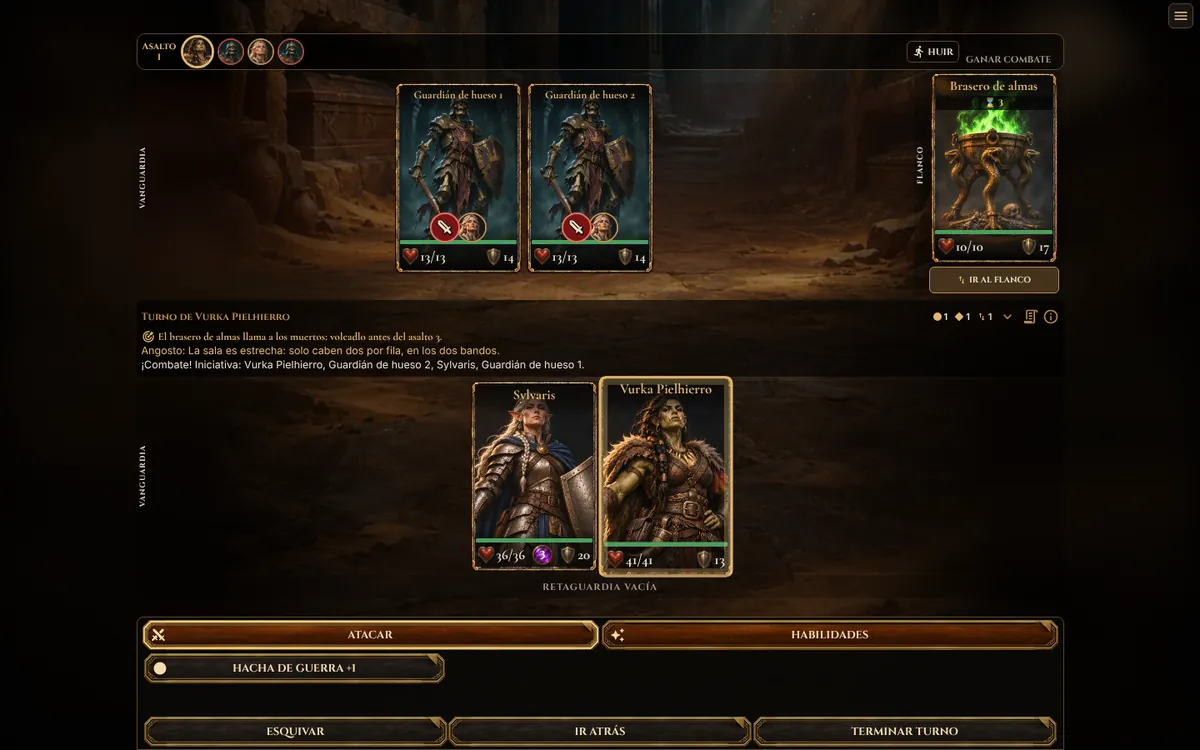 ASALTO
1
HUIR
GANAR COMBATE
VANGUARDIA
Guardián de hueso 1
13/13
14
Guardián de hueso 2
13/13
14
FLANCO
Brasero de almas
3
10/10
17
IR AL FLANCO
TURNO DE VURKA PIELHIERRO
1 1 1
El brasero de almas llama a los muertos: volcadlo antes del asalto 3.
Angosto: La sala es estrecha: solo caben dos por fila, en los dos bandos.
¡Combate! Iniciativa: Vurka Pielhierro, Guardián de hueso 2, Sylvaris, Guardián de hueso 1.
VANGUARDIA
Sylvaris
36/36
3
20
Vurka Pielhierro
41/41
13
RETAGUARDIA VACÍA
ATACAR
HABILIDADES
HACHA DE GUERRA +1
ESQUIVAR
IR ATRÁS
TERMINAR TURNO